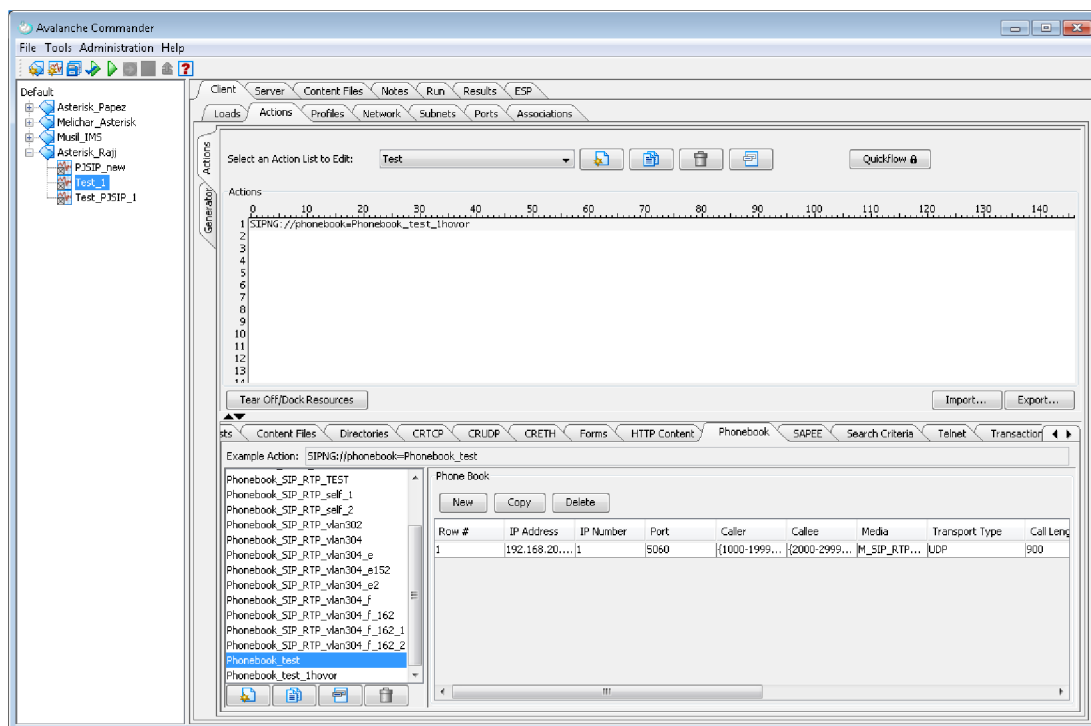 Avalanche Commander
File Tools Administration Help
Default
Asterisk_Papez
Melichar_Asterisk
Musil_IMS
Asterisk_Rajj
PJSIP_new
Test_1
Test_PJSIP_1
Client Server Content Files Notes Run Results ESP
Loads Actions Profiles Network Subnets Ports Associations
Actions
Generator
Select an Action List to Edit: Test Quickflow
Actions
0 10 20 30 40 50 60 70 80 90 100 110 120 130 140
1 SIPNG://phonebook=Phonebook_test_1hovor
2
3
4
5
6
7
8
9
10
11
12
13
14
Tear Off/Dock Resources Import... Export...
sts Content Files Directories CRTCP CRUDP CRETH Forms HTTP Content Phonebook SAPEE Search Criteria Telnet Transaction
Example Action: SIPNG://phonebook=Phonebook_test
Phonebook_SIP_RTP_TEST
Phonebook_SIP_RTP_self_1
Phonebook_SIP_RTP_self_2
Phonebook_SIP_RTP_vlan302
Phonebook_SIP_RTP_vlan304
Phonebook_SIP_RTP_vlan304_e
Phonebook_SIP_RTP_vlan304_e152
Phonebook_SIP_RTP_vlan304_e2
Phonebook_SIP_RTP_vlan304_f
Phonebook_SIP_RTP_vlan304_f_162
Phonebook_SIP_RTP_vlan304_f_162_1
Phonebook_SIP_RTP_vlan304_f_162_2
Phonebook_test
Phonebook_test_1hovor
Phone Book
New Copy Delete
Row # IP Address IP Number Port Caller Callee Media Transport Type Call Leng
1 192.168.20.... 1 5060 {1000-1999... {2000-2999... M_SIP_RTP... UDP 900